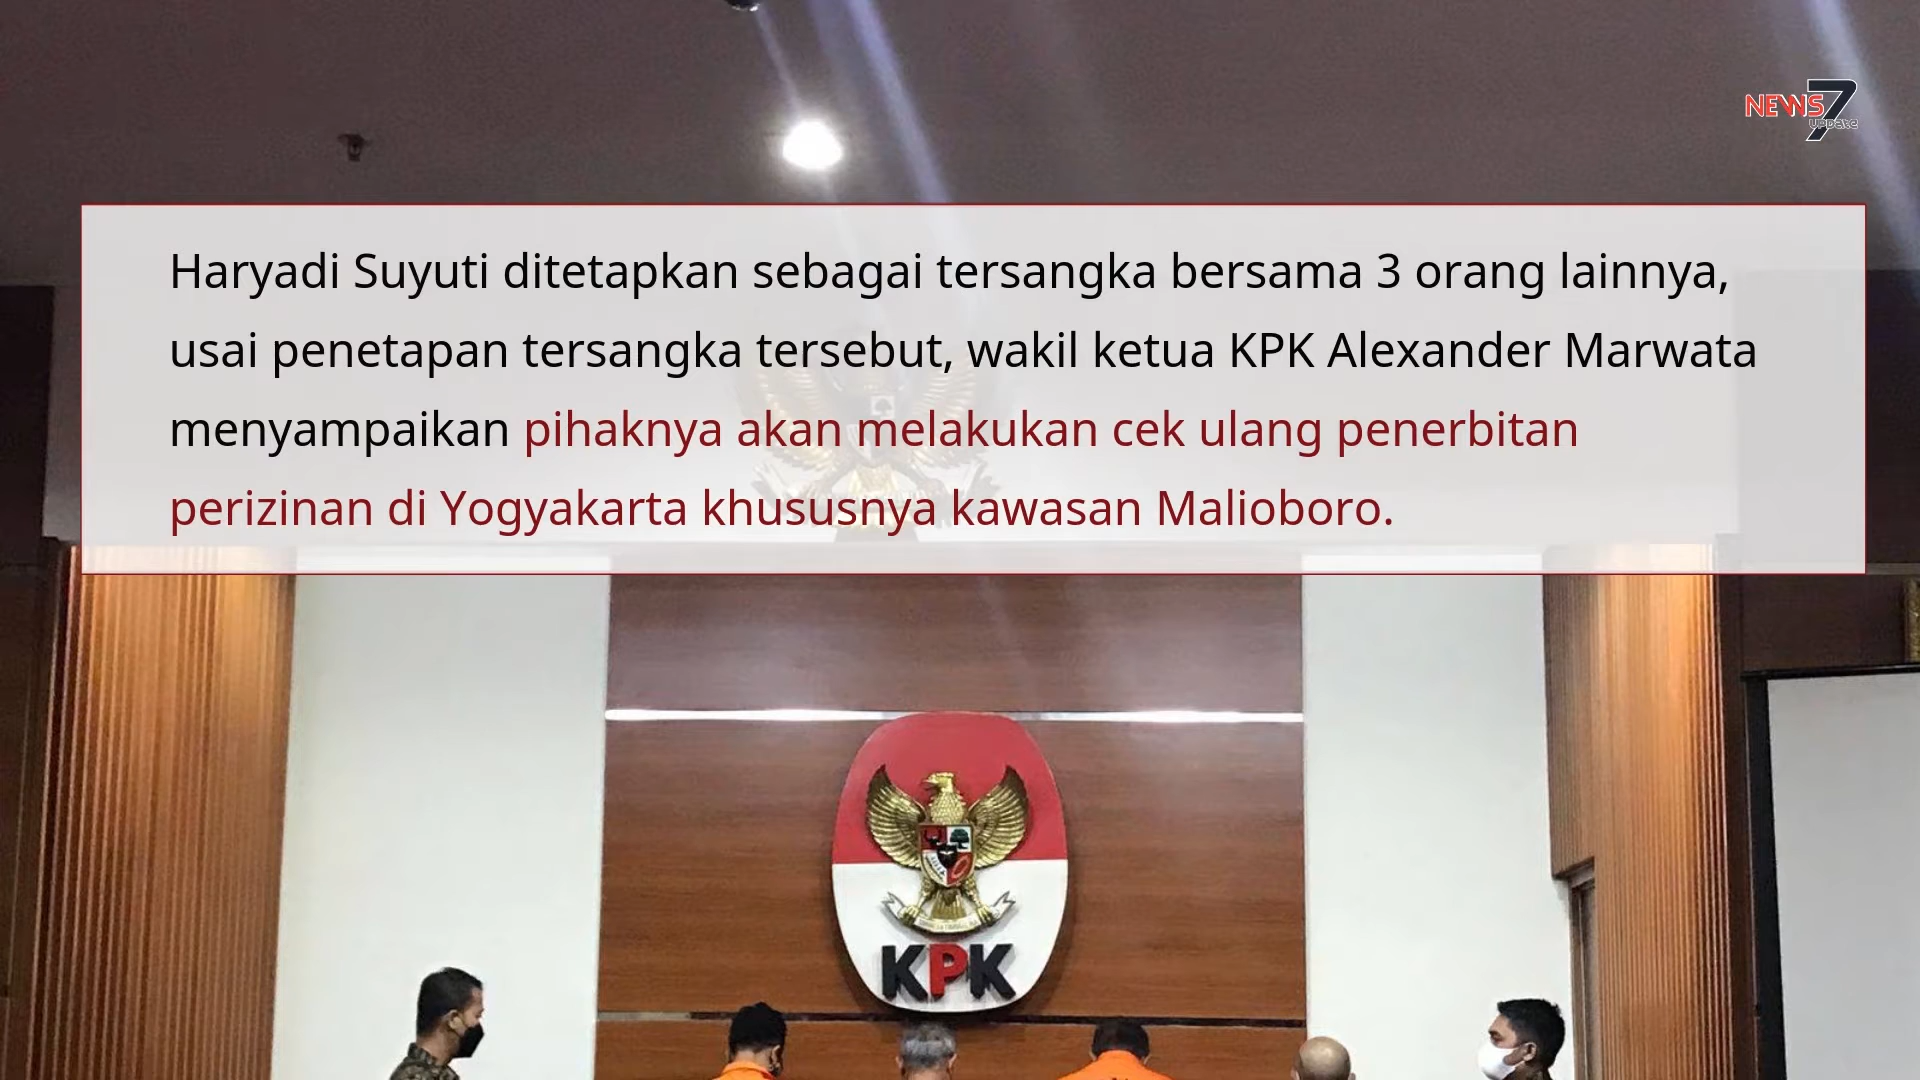 NEWS 7
UPDATE
Haryadi Suyuti ditetapkan sebagai tersangka bersama 3 orang lainnya,
usai penetapan tersangka tersebut, wakil ketua KPK Alexander Marwata
menyampaikan pihaknya akan melakukan cek ulang penerbitan
perizinan di Yogyakarta khususnya kawasan Malioboro.
KPK